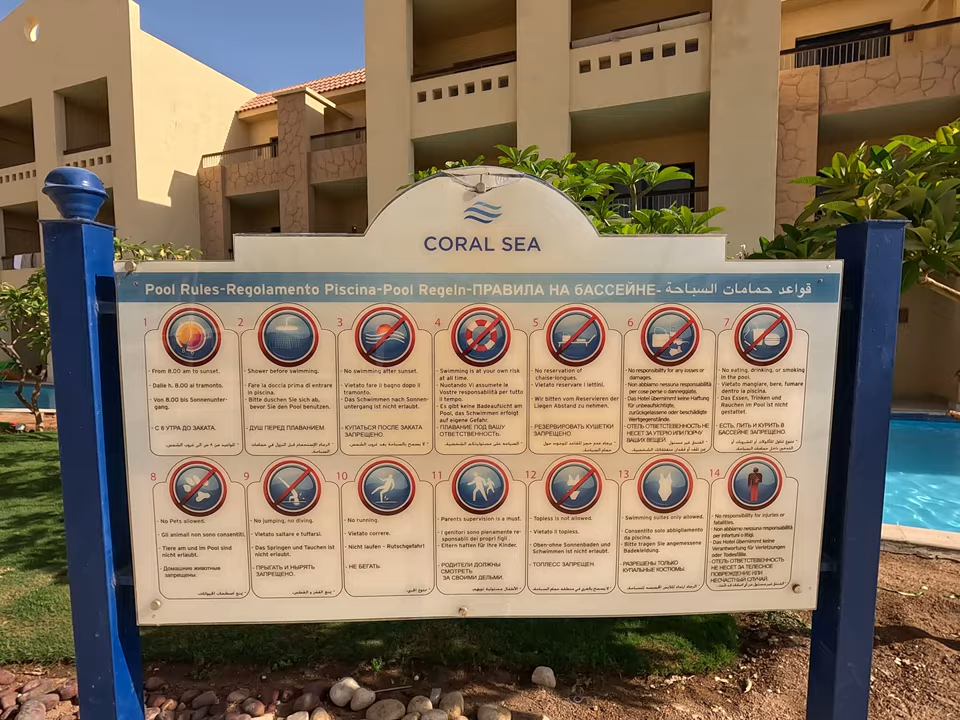 CORAL SEA
Pool Rules-Regolamento Piscina-Pool Regeln-ПРАВИЛА НА бАССЕЙНЕ- قواعد حمامات السباحة
1
- From 8.00 am to sunset.
- Dalle h. 8.00 al tramonto.
- Von 8.00 bis Sonnenunter-
gang.
- С 8 УТРА ДО ЗАКАТА.
2
- Shower before swimming.
- Fare la doccia prima di entrare
in piscina.
- Bitte duschen Sie sich ab,
bevor Sie den Pool benutzen.
- ДУШ ПЕРЕД ПЛАВАНИЕМ.
3
- No swimming after sunset.
- Vietato fare il bagno dopo il
tramonto.
- Das Schwimmen nach Sonnen-
untergang ist nicht erlaubt.
- КУПАТЬСЯ ПОСЛЕ ЗАКАТА
ЗАПРЕЩЕНО.
4
- Swimming is at your own risk
at all time.
- Nuotando Vi assumete le
Vostre responsabilità per tutto
il tempo.
- Es gibt keine Badeaufsicht am
Pool, das Schwimmen erfolgt
auf eigene Gefahr.
- ПЛАВАНИЕ ПОД ВАШУ
ОТВЕТСТВЕННОСТЬ.
5
- No reservation of
chaise-longues.
- Vietato reservare i lettini.
- Wir bitten vom Reservieren der
Liegen Abstand zu nehmen.
- РЕЗЕРВИРОВАТЬ КУШЕТКИ
ЗАПРЕЩЕНО.
6
- No responsibility for any losses or
damages.
- Non abbiamo nessuna responsabilità
per cose perse o danneggiate.
- Das Hotel übernimmt keine Haftung
für unbeaufsichtigte,
zurückgelassene oder beschädigte
Wertgegenstände.
- ОТЕЛЬ ОТВЕТСТВЕННОСТЬ НЕ
НЕСЕТ ЗА УТЕРЮ ИЛИ ПОРЧУ
ВАШИХ ВЕЩЕЙ.
7
- No eating, drinking, or smoking
in the pool.
- Vietato mangiare, bere, fumare
dentro la piscina.
- Das Essen, Trinken und
Rauchen im Pool ist nicht
gestattet.
- ЕСТЬ, ПИТЬ И КУРИТЬ В
БАССЕЙНЕ ЗАПРЕЩЕНО.
8
- No Pets allowed.
- Gli animali non sono consentiti.
- Tiere am und im Pool sind
nicht erlaubt.
- Домашние животные
запрещены.
9
- No jumping, no diving.
- Vietato saltare e tuffarsi.
- Das Springen und Tauchen ist
nicht erlaubt.
- ПРЫГАТЬ И НЫРЯТЬ
ЗАПРЕЩЕНО.
10
- No running.
- Vietato correre.
- Nicht laufen - Rutschgefahr!
- НЕ БЕГАТЬ.
11
- Parents supervision is a must.
- I genitori sono pienamente re-
sponsabili dei propri figli
- Eltern haften für ihre Kinder.
- РОДИТЕЛИ ДОЛЖНЫ
СМОТРЕТЬ
ЗА СВОИМИ ДЕТЬМИ.
12
- Topless is not allowed.
- Vietato il topless.
- Oben-ohne Sonnenbaden und
Schwimmen ist nicht erlaubt.
- ТОПЛЕСС ЗАПРЕЩЕН.
13
- Swimming suites only allowed.
- Consentito solo abbigliamento
da piscina.
- Bitte tragen Sie angemessene
Badekleidung.
- РАЗРЕШЕНЫ ТОЛЬКО
КУПАЛЬНЫЕ КОСТЮМЫ.
14
- No responsibility for injuries or
fatalities.
- Non abbiamo nessuna responsabilità
per infortuni o litigi.
- Das Hotel übernimmt keine
Verantwortung für Verletzungen
oder Todesfälle.
- ОТЕЛЬ ОТВЕТСТВЕННОСТЬ
НЕ НЕСЕТ ЗА ТЕЛЕСНОЕ
ПОВРЕЖДЕНИЕ ИЛИ
НЕСЧАСТНЫЙ СЛУЧАЙ.